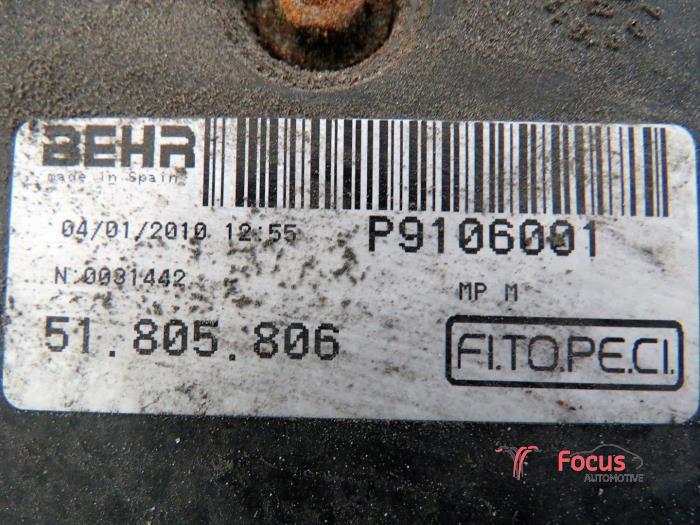 BEHR
made in Spain
04/01/2010 12:55
P9106001
N:0031442
MP M
51.805.806
FI.TO.PE.CI.
Focus
AUTOMOTIVE